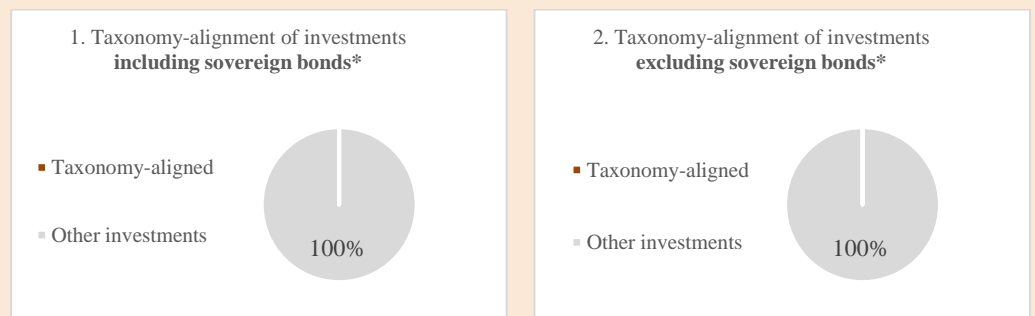 1. Taxonomy-alignment of investments
including sovereign bonds*
Taxonomy-aligned
Other investments
100%
2. Taxonomy-alignment of investments
excluding sovereign bonds*
Taxonomy-aligned
Other investments
100%